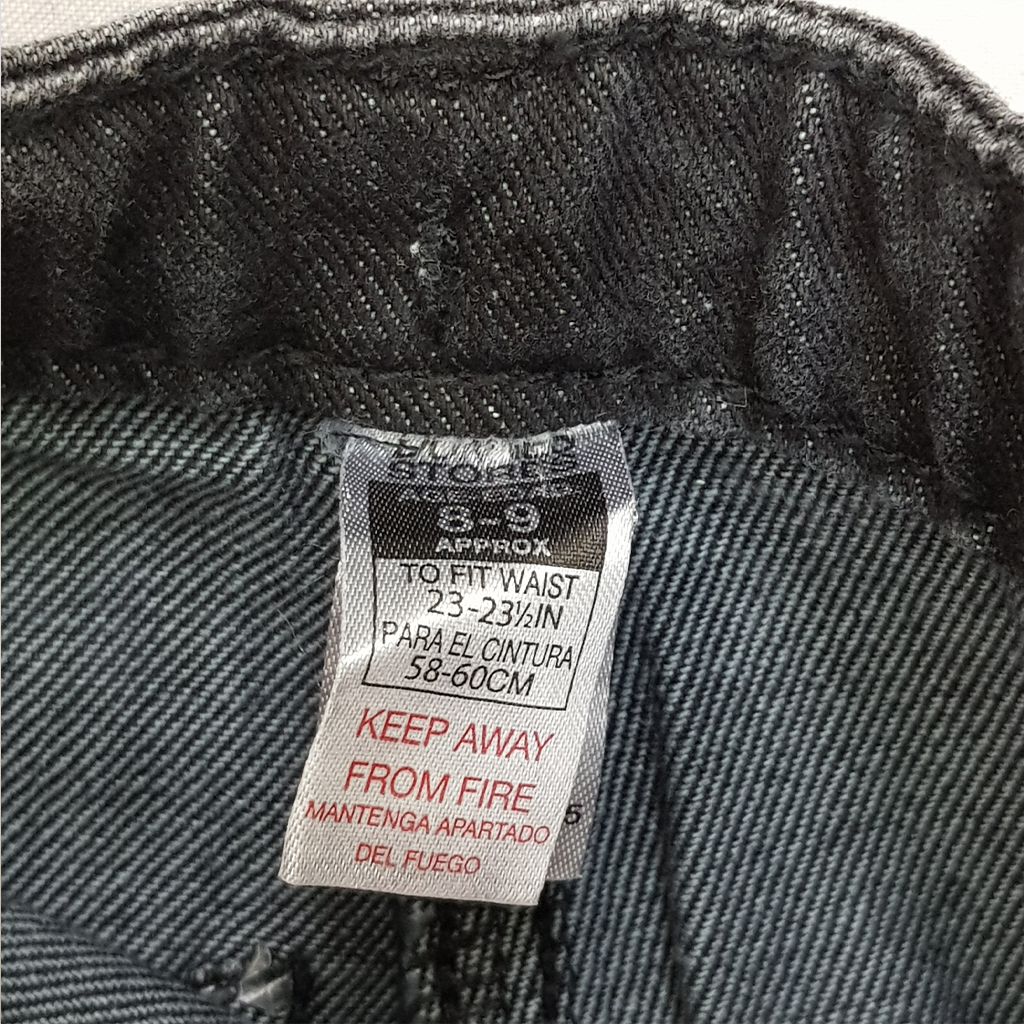 STORES
8-9
APPROX
TO FIT WAIST
23-23½IN
PARA EL CINTURA
58-60CM
KEEP AWAY
FROM FIRE
MANTENGA APARTADO
DEL FUEGO